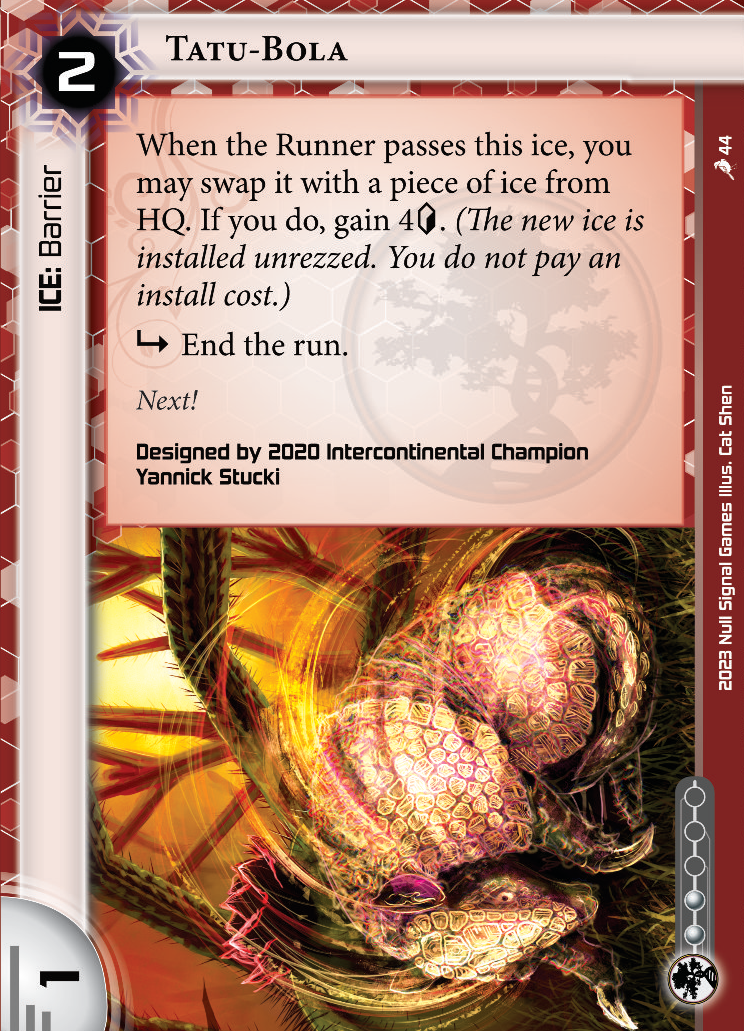 2
Tatu-Bola
ICE: Barrier
When the Runner passes this ice, you
may swap it with a piece of ice from
HQ. If you do, gain 4. (The new ice is
installed unrezzed. You do not pay an
install cost.)
↳ End the run.
Next!
Designed by 2020 Intercontinental Champion
Yannick Stucki
44
2023 Null Signal Games Illus. Cat Shen
1